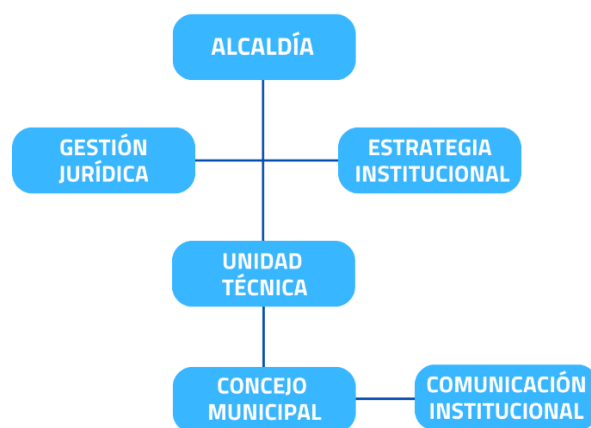 ALCALDÍA
GESTIÓN
JURÍDICA
ESTRATEGIA
INSTITUCIONAL
UNIDAD
TÉCNICA
CONCEJO
MUNICIPAL
COMUNICACIÓN
INSTITUCIONAL